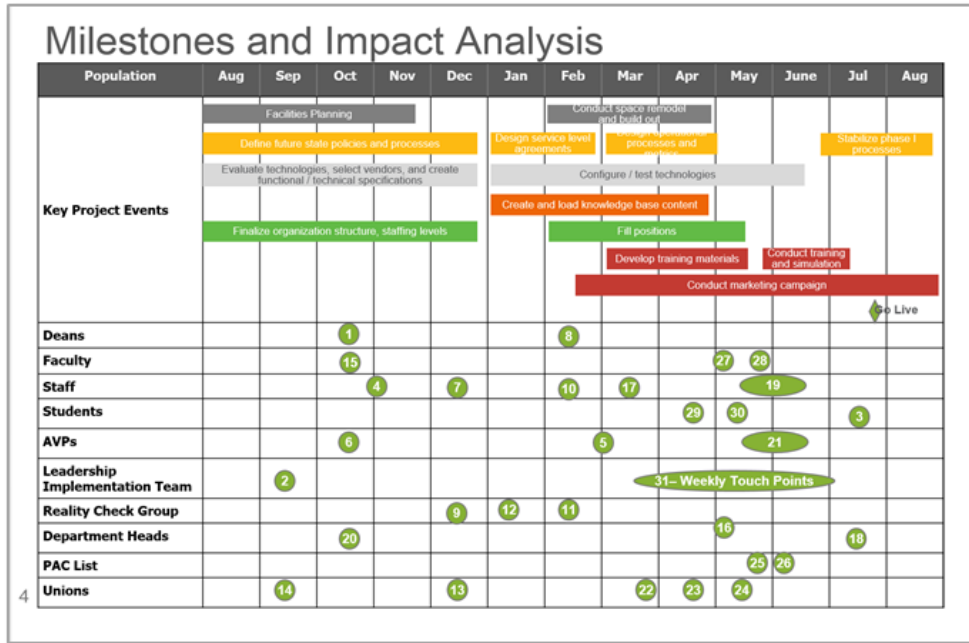 Milestones and Impact Analysis
Population Aug Sep Oct Nov Dec Jan Feb Mar Apr May June Jul Aug
Key Project Events
Facilities Planning
Conduct space remodel
and build out
Define future state policies and processes
Design service level
agreements
processes and
Stabilize phase I
processes
Evaluate technologies, select vendors, and create
functional / technical specifications
Configure / test technologies
Create and load knowledge base content
Finalize organization structure, staffing levels
Fill positions
Develop training materials
Conduct training
and simulation
Conduct marketing campaign
Go Live
Deans 1 8
Faculty 15 27 28
Staff 4 7 10 17 19
Students 29 30 3
AVPs 6 5 21
Leadership
Implementation Team 2 31– Weekly Touch Points
Reality Check Group 9 12 11
Department Heads 20 16 18
PAC List 25 26
Unions 14 13 22 23 24
4